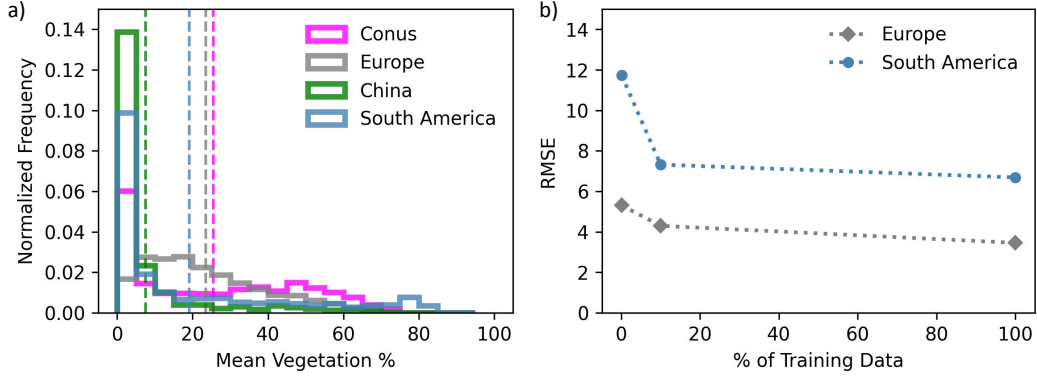 a)
Normalized Frequency
0.14
0.12
0.10
0.08
0.06
0.04
0.02
0.00
Conus
Europe
China
South America
0 20 40 60 80 100
Mean Vegetation %
b)
RMSE
14
12
10
8
6
4
2
0
Europe
South America
0 20 40 60 80 100
% of Training Data